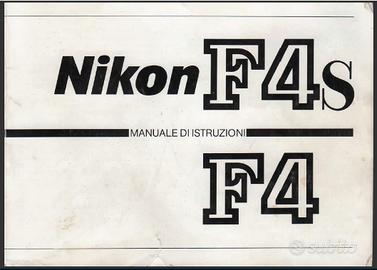 Nikon F4s
MANUALE DI ISTRUZIONI
F4
subito